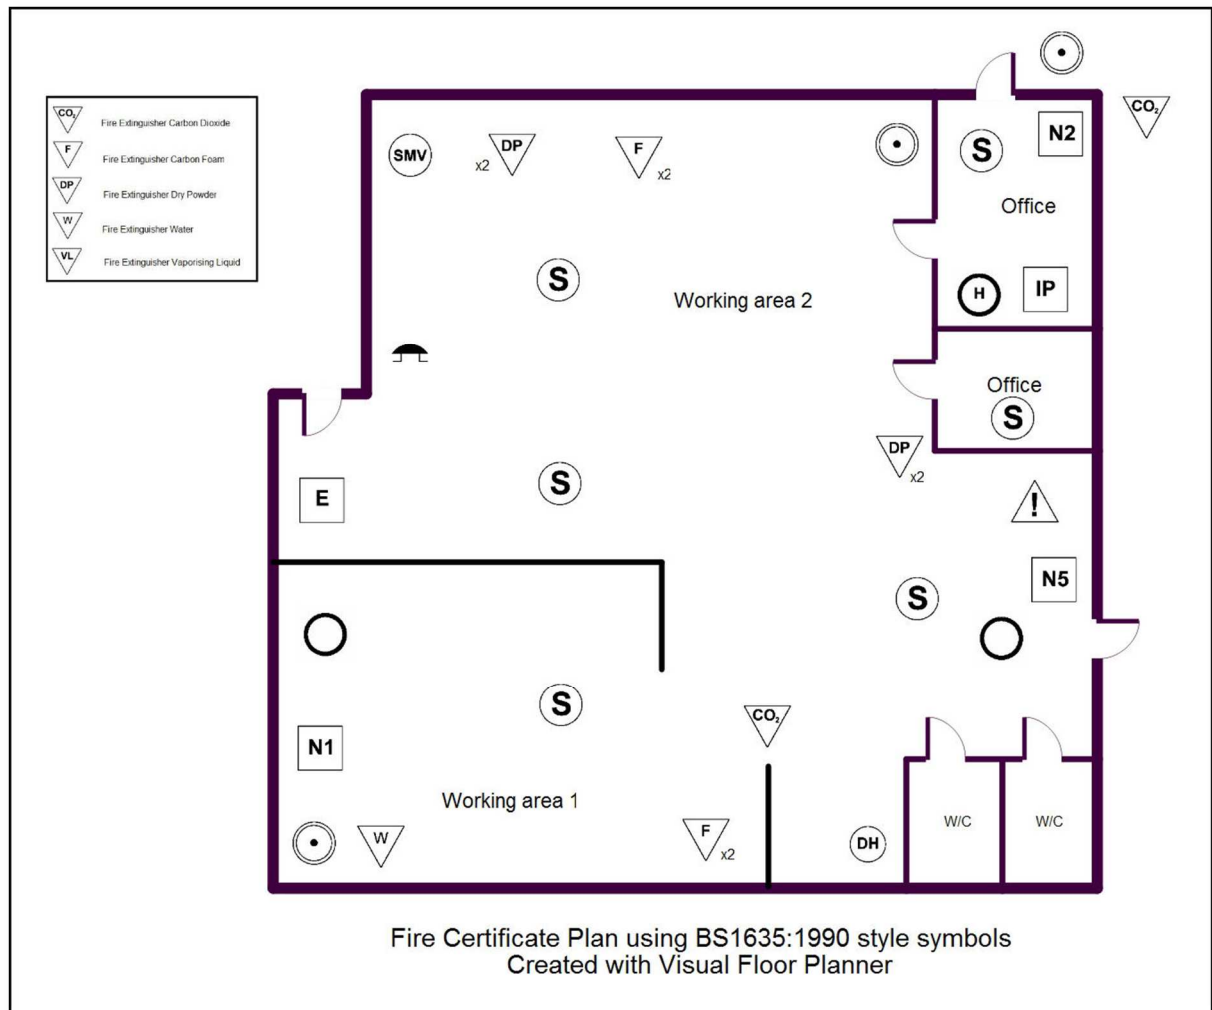 CO₂ Fire Extinguisher Carbon Dioxide
F Fire Extinguisher Carbon Foam
DP Fire Extinguisher Dry Powder
W Fire Extinguisher Water
VL Fire Extinguisher Vaporising Liquid
CO₂
N2
S
SMV
DP
x2
F
x2
Office
S
Working area 2
H
IP
Office
S
DP
x2
E
S
!
N5
S
S
CO₂
N1
Working area 1
W
F
x2
DH
W/C
W/C
Fire Certificate Plan using BS1635:1990 style symbols
Created with Visual Floor Planner